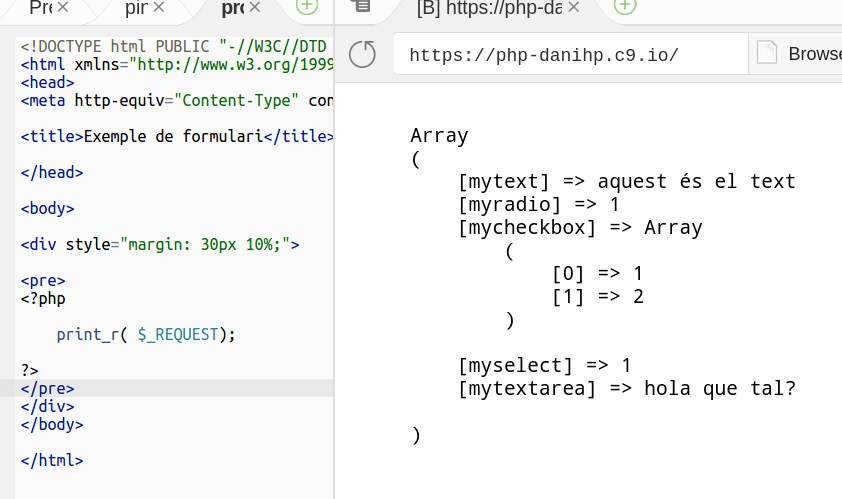 Pre
pir
pro
[B] https://php-da
https://php-danihp.c9.io/
Browse
<!DOCTYPE html PUBLIC "-//W3C//DTD
<html xmlns="http://www.w3.org/1999
<head>
<meta http-equiv="Content-Type" con
<title>Exemple de formulari</title>
</head>
<body>
<div style="margin: 30px 10%;">
<pre>
<?php
print_r( $_REQUEST);
?>
</pre>
</div>
</body>
</html>
Array
(
[mytext] => aquest és el text
[myradio] => 1
[mycheckbox] => Array
(
[0] => 1
[1] => 2
)
[myselect] => 1
[mytextarea] => hola que tal?
)